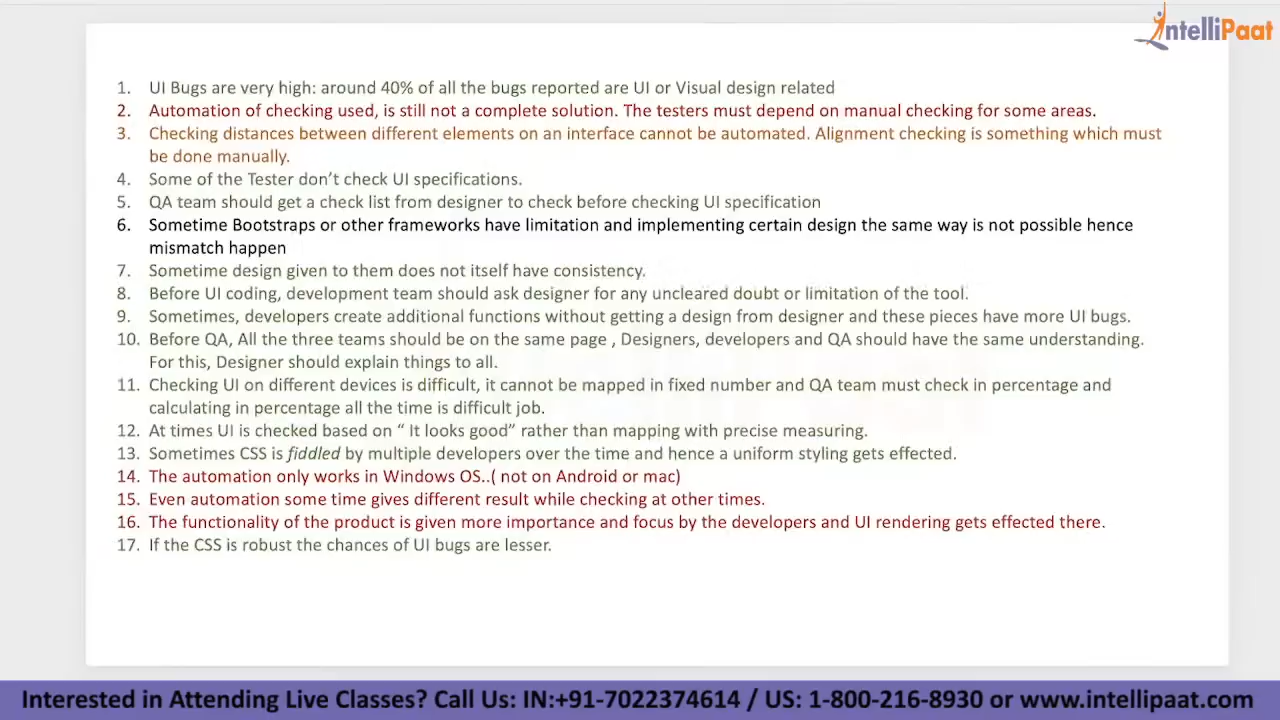 IntelliPaat
1. UI Bugs are very high: around 40% of all the bugs reported are UI or Visual design related
2. Automation of checking used, is still not a complete solution. The testers must depend on manual checking for some areas.
3. Checking distances between different elements on an interface cannot be automated. Alignment checking is something which must
be done manually.
4. Some of the Tester don't check UI specifications.
5. QA team should get a check list from designer to check before checking UI specification
6. Sometime Bootstraps or other frameworks have limitation and implementing certain design the same way is not possible hence
mismatch happen
7. Sometime design given to them does not itself have consistency.
8. Before UI coding, development team should ask designer for any uncleared doubt or limitation of the tool.
9. Sometimes, developers create additional functions without getting a design from designer and these pieces have more UI bugs.
10. Before QA, All the three teams should be on the same page , Designers, developers and QA should have the same understanding.
For this, Designer should explain things to all.
11. Checking UI on different devices is difficult, it cannot be mapped in fixed number and QA team must check in percentage and
calculating in percentage all the time is difficult job.
12. At times UI is checked based on “ It looks good” rather than mapping with precise measuring.
13. Sometimes CSS is fiddled by multiple developers over the time and hence a uniform styling gets effected.
14. The automation only works in Windows OS..( not on Android or mac)
15. Even automation some time gives different result while checking at other times.
16. The functionality of the product is given more importance and focus by the developers and UI rendering gets effected there.
17. If the CSS is robust the chances of UI bugs are lesser.
Interested in Attending Live Classes? Call Us: IN:+91-7022374614 / US: 1-800-216-8930 or www.intellipaat.com